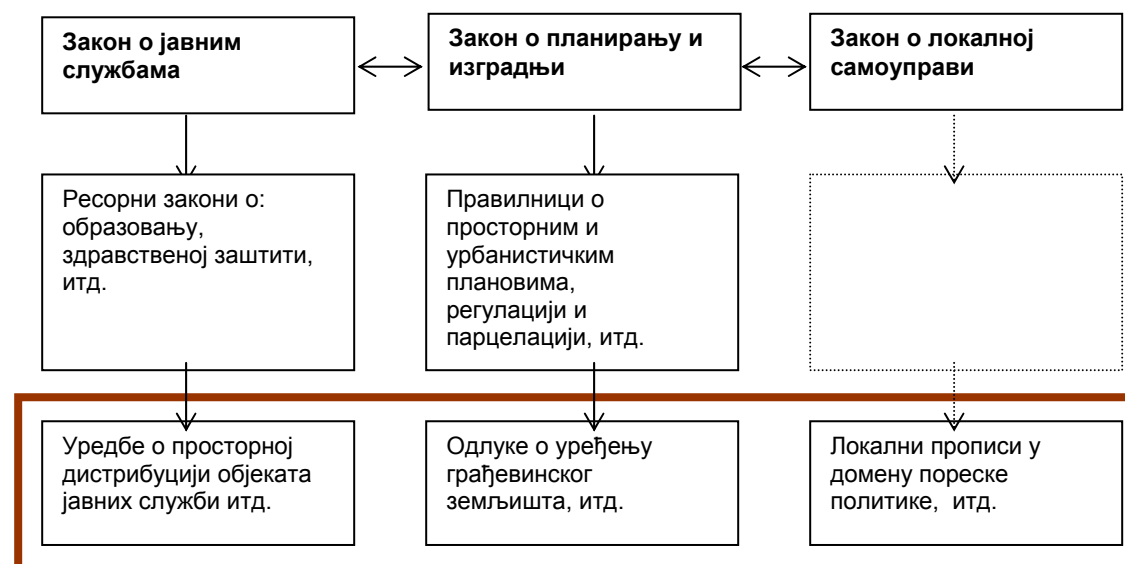 Закон о јавним
службама
Закон о планирању и
изградњи
Закон о локалној
самоуправи
Ресорни закони о:
образовању,
здравственој заштити,
итд.
Правилници о
просторним и
урбанистичким
плановима,
регулацији и
парцелацији, итд.
Уредбе о просторној
дистрибуцији објеката
јавних служби итд.
Одлуке о уређењу
грађевинског
земљишта, итд.
Локални прописи у
домену пореске
политике, итд.